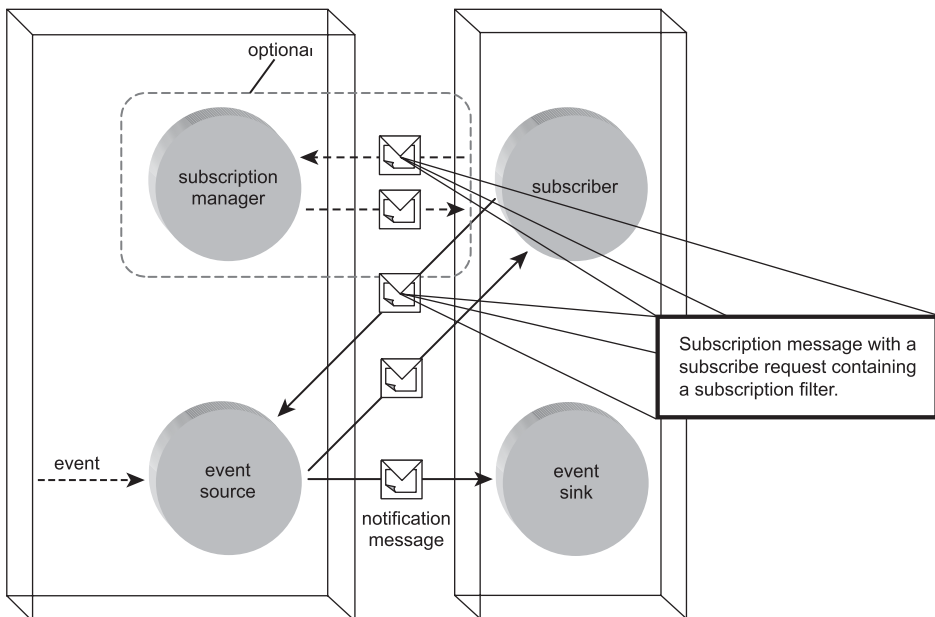 optional
subscription
manager
subscriber
Subscription message with a
subscribe request containing
a subscription filter.
event
event
source
event
sink
notification
message